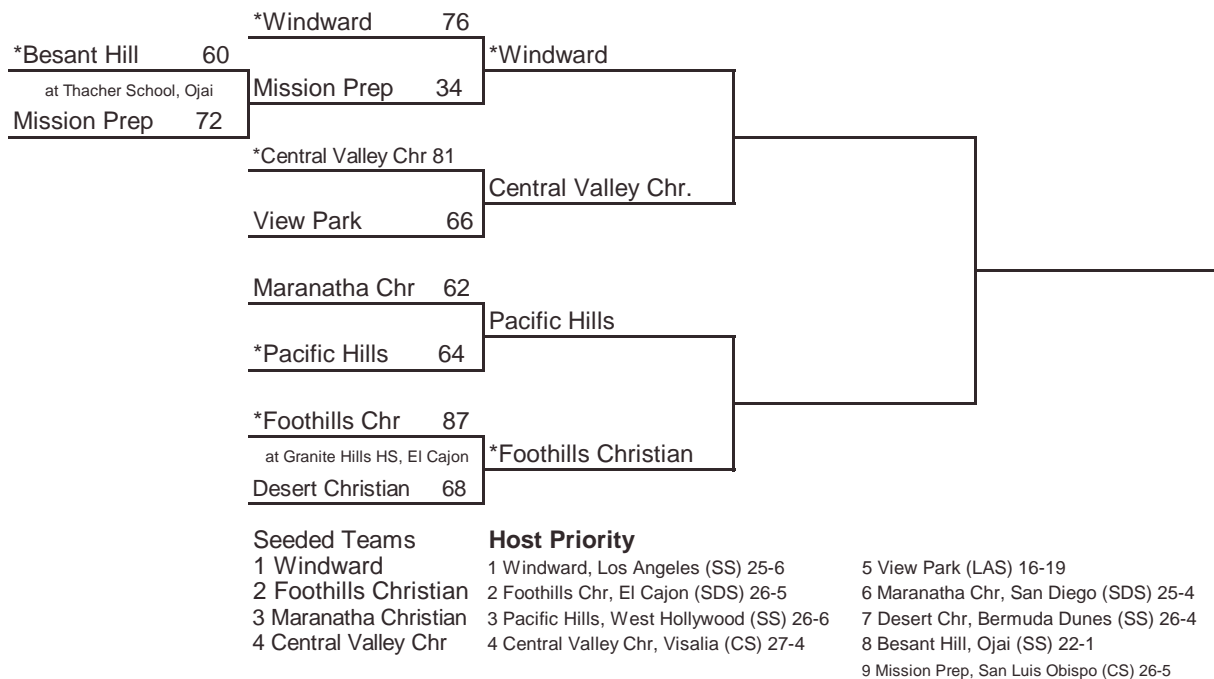 *Windward 76
*Besant Hill 60
*Windward
at Thacher School, Ojai
Mission Prep 34
Mission Prep 72
*Central Valley Chr 81
Central Valley Chr.
View Park 66
Maranatha Chr 62
Pacific Hills
*Pacific Hills 64
*Foothills Chr 87
at Granite Hills HS, El Cajon
*Foothills Christian
Desert Christian 68
Seeded Teams
1 Windward
2 Foothills Christian
3 Maranatha Christian
4 Central Valley Chr
Host Priority
1 Windward, Los Angeles (SS) 25-6
2 Foothills Chr, El Cajon (SDS) 26-5
3 Pacific Hills, West Hollywood (SS) 26-6
4 Central Valley Chr, Visalia (CS) 27-4
5 View Park (LAS) 16-19
6 Maranatha Chr, San Diego (SDS) 25-4
7 Desert Chr, Bermuda Dunes (SS) 26-4
8 Besant Hill, Ojai (SS) 22-1
9 Mission Prep, San Luis Obispo (CS) 26-5